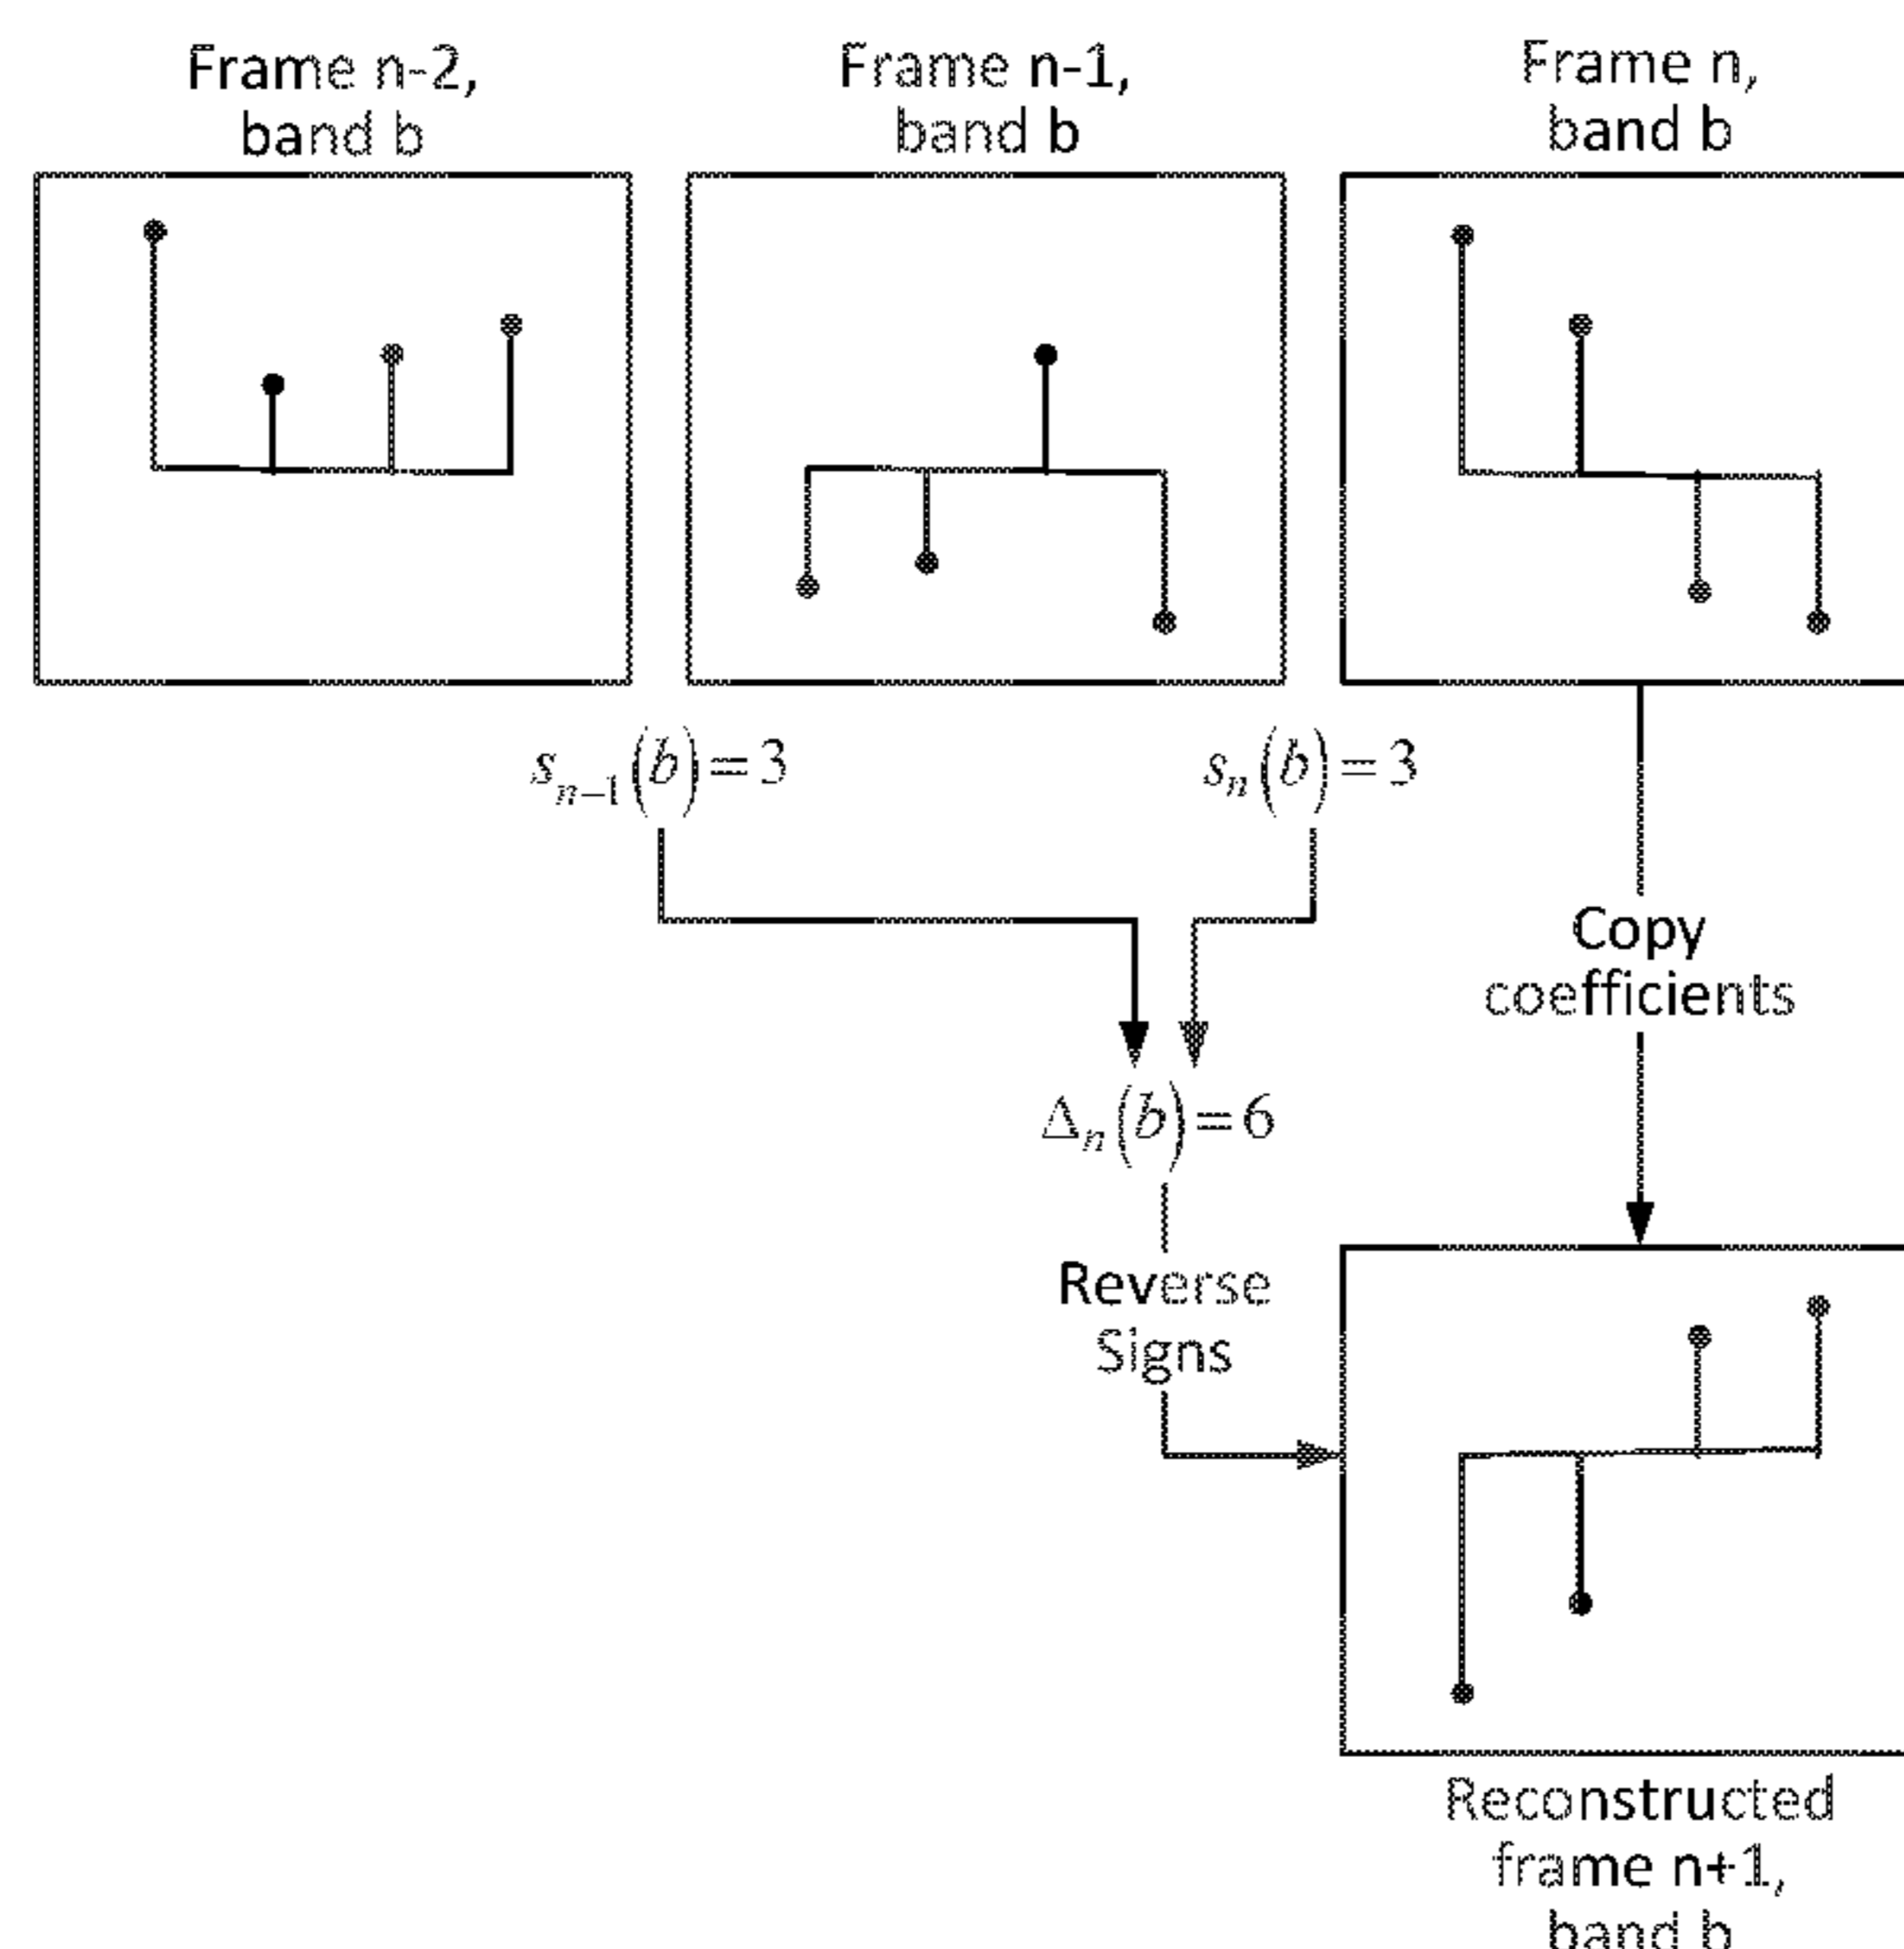 Frame n-2,
band b
Frame n-1,
band b
Frame n,
band b
s_{n-1}(b)=3
s_n(b)=3
Copy
coefficients
Δ_n(b)=6
Reverse
Signs
Reconstructed
frame n+1,
band b